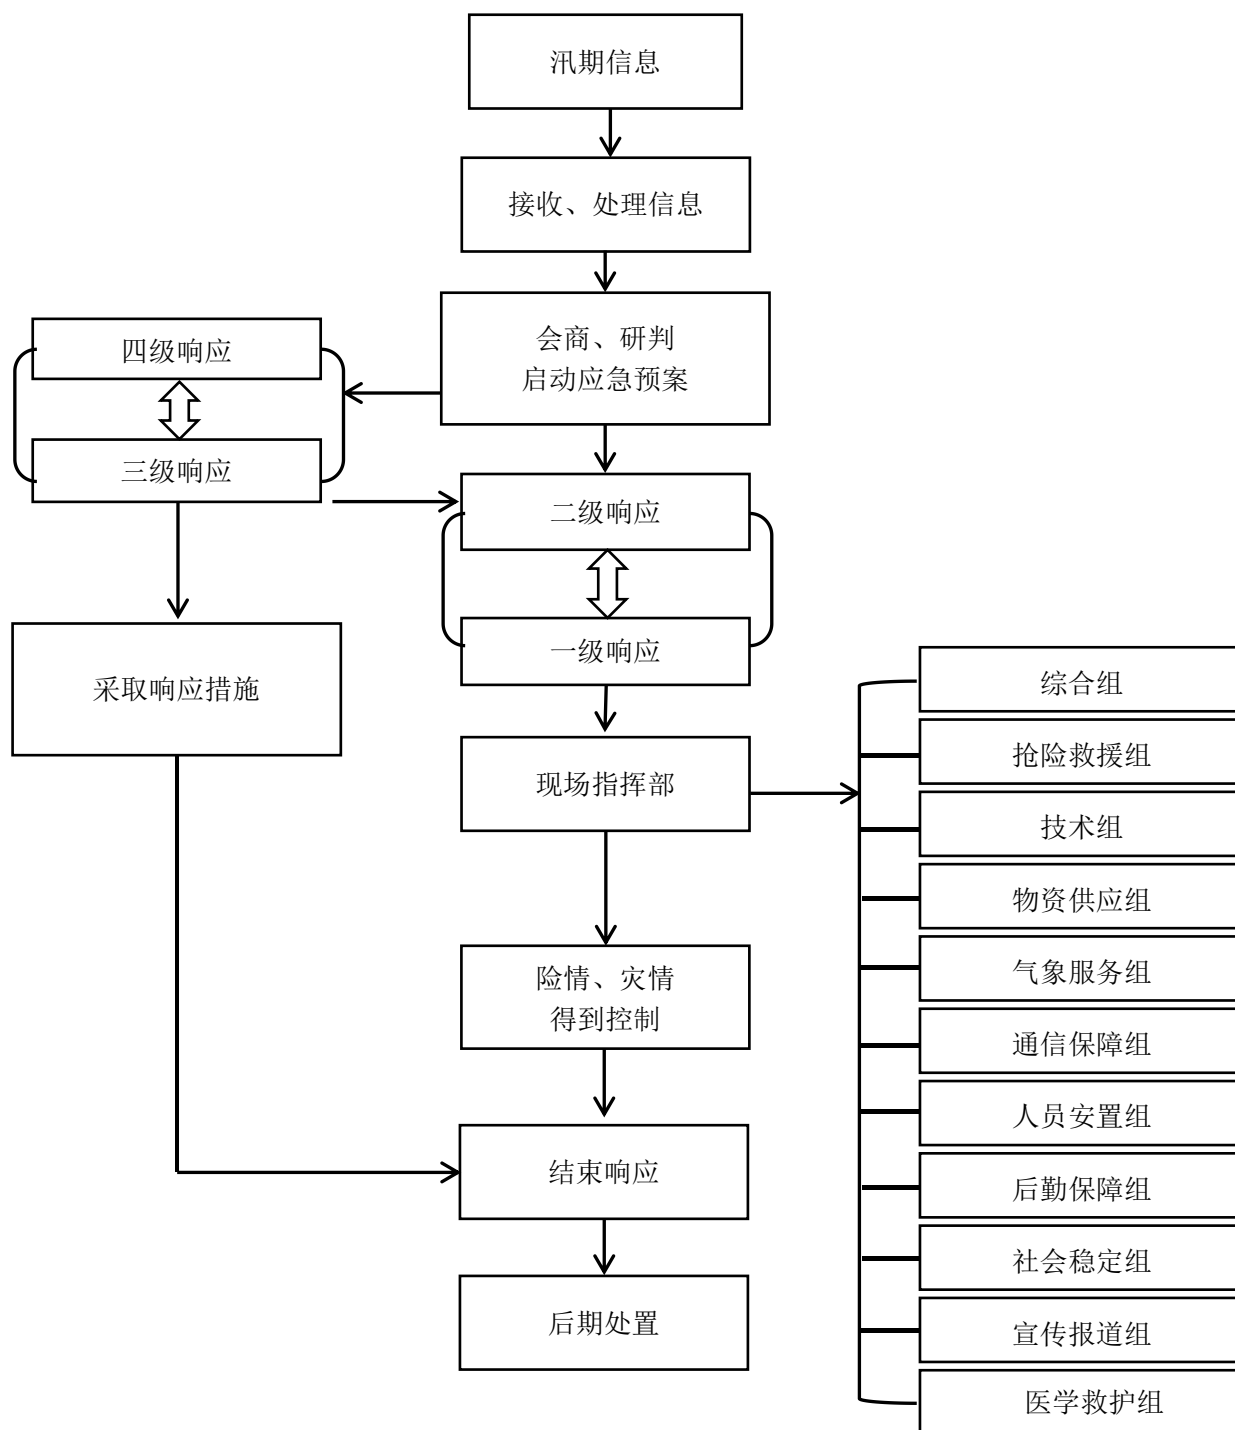 汛期信息
接收、处理信息
会商、研判
启动应急预案
四级响应
三级响应
二级响应
一级响应
采取响应措施
现场指挥部
险情、灾情
得到控制
结束响应
后期处置
综合组
抢险救援组
技术组
物资供应组
气象服务组
通信保障组
人员安置组
后勤保障组
社会稳定组
宣传报道组
医学救护组